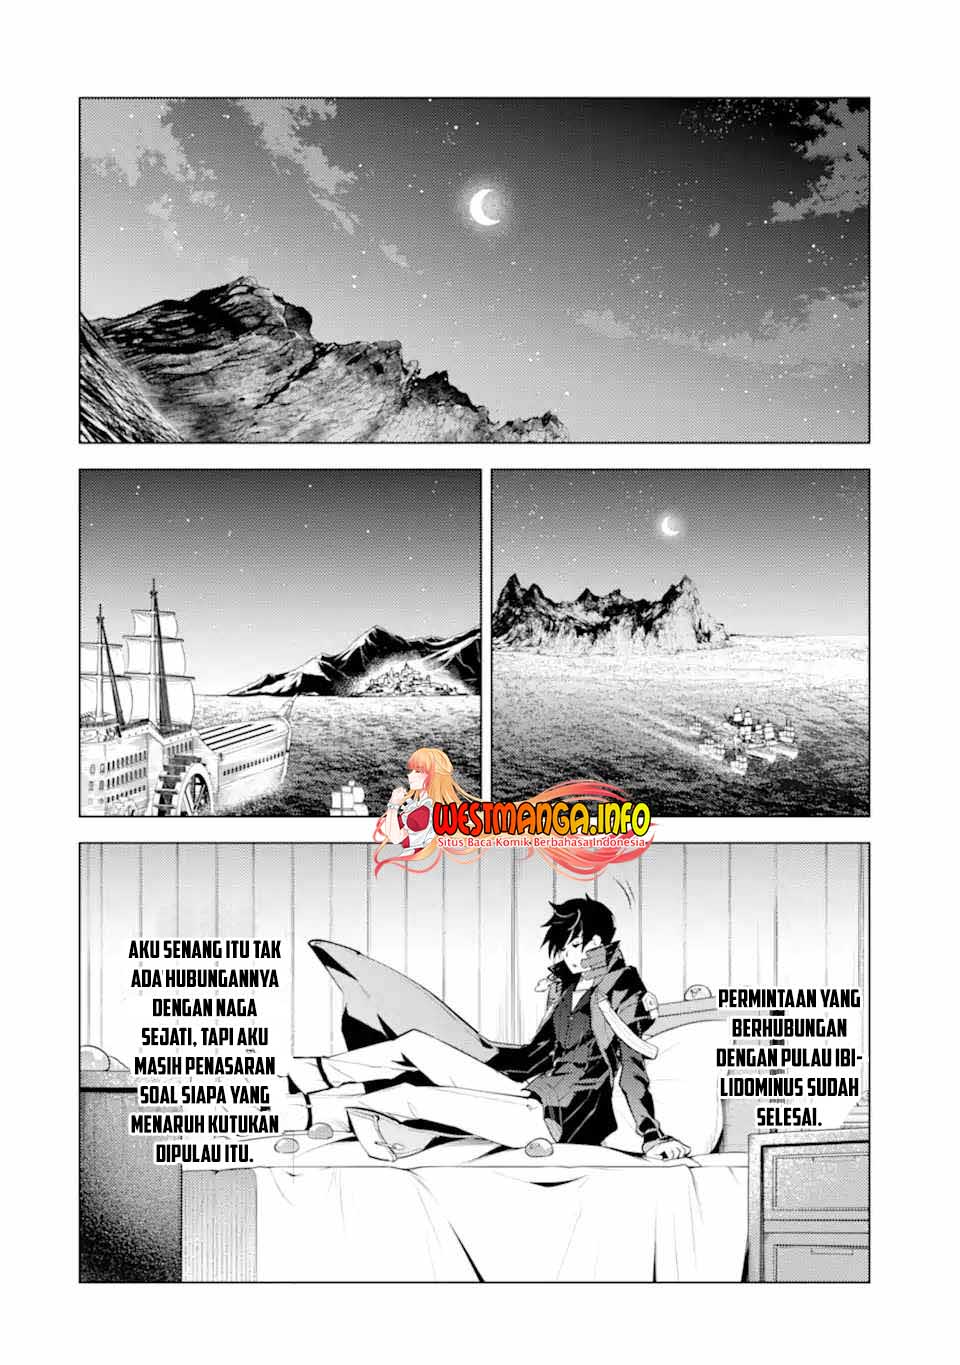 WESTMANGA.INFO
Situs Baca Komik Berbahasa Indonesia
PERMINTAAN YANG
BERHUBUNGAN
DENGAN PULAU IBI-
LIDOMINUS SUDAH
SELESAI.
AKU SENANG ITU TAK
ADA HUBUNGANNYA
DENGAN NAGA
SEJATI, TAPI AKU
MASIH PENASARAN
SOAL SIAPA YANG
MENARUH KUTUKAN
DIPULAU ITU.